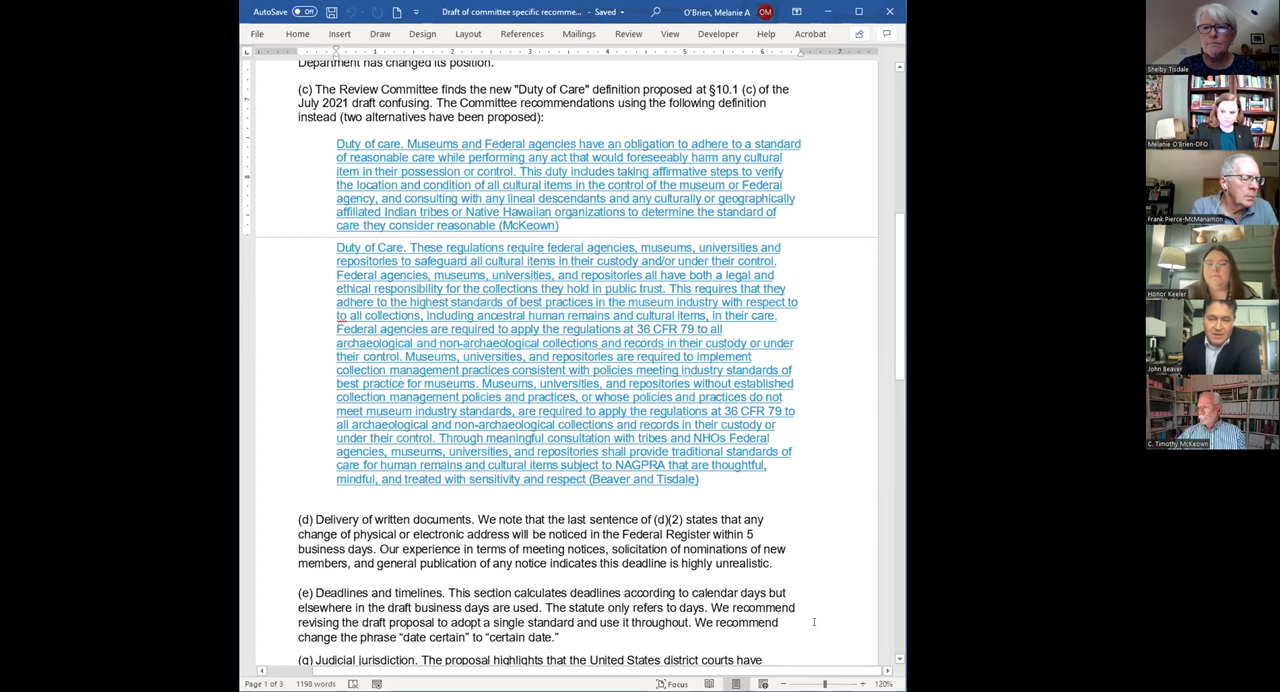 AutoSave Off Draft of committee specific recomme... - Saved O'Brien, Melanie A OM
File Home Insert Draw Design Layout References Mailings Review View Developer Help Acrobat
1 2 3 4 5 6 7
Department has changed its position.
(c) The Review Committee finds the new "Duty of Care" definition proposed at §10.1 (c) of the
July 2021 draft confusing. The Committee recommendations using the following definition
instead (two alternatives have been proposed):
Duty of care. Museums and Federal agencies have an obligation to adhere to a standard
of reasonable care while performing any act that would foreseeably harm any cultural
item in their possession or control. This duty includes taking affirmative steps to verify
the location and condition of all cultural items in the control of the museum or Federal
agency, and consulting with any lineal descendants and any culturally or geographically
affiliated Indian tribes or Native Hawaiian organizations to determine the standard of
care they consider reasonable (McKeown)
Duty of Care. These regulations require federal agencies, museums, universities and
repositories to safeguard all cultural items in their custody and/or under their control.
Federal agencies, museums, universities, and repositories all have both a legal and
ethical responsibility for the collections they hold in public trust. This requires that they
adhere to the highest standards of best practices in the museum industry with respect to
to all collections, including ancestral human remains and cultural items, in their care.
Federal agencies are required to apply the regulations at 36 CFR 79 to all
archaeological and non-archaeological collections and records in their custody or under
their control. Museums, universities, and repositories are required to implement
collection management practices consistent with policies meeting industry standards of
best practice for museums. Museums, universities, and repositories without established
collection management policies and practices, or whose policies and practices do not
meet museum industry standards, are required to apply the regulations at 36 CFR 79 to
all archaeological and non-archaeological collections and records in their custody or
under their control. Through meaningful consultation with tribes and NHOs Federal
agencies, museums, universities, and repositories shall provide traditional standards of
care for human remains and cultural items subject to NAGPRA that are thoughtful,
mindful, and treated with sensitivity and respect (Beaver and Tisdale)
(d) Delivery of written documents. We note that the last sentence of (d)(2) states that any
change of physical or electronic address will be noticed in the Federal Register within 5
business days. Our experience in terms of meeting notices, solicitation of nominations of new
members, and general publication of any notice indicates this deadline is highly unrealistic.
(e) Deadlines and timelines. This section calculates deadlines according to calendar days but
elsewhere in the draft business days are used. The statute only refers to days. We recommend
revising the draft proposal to adopt a single standard and use it throughout. We recommend
change the phrase “date certain” to “certain date.”
(g) Judicial jurisdiction. The proposal highlights that the United States district courts have
Page 1 of 3 1198 words Focus 120%
Shelby Tisdale
Melanie O'Brien-DFO
Frank Pierce-McManamon
Honor Keeler
John Beaver
C. Timothy McKeown